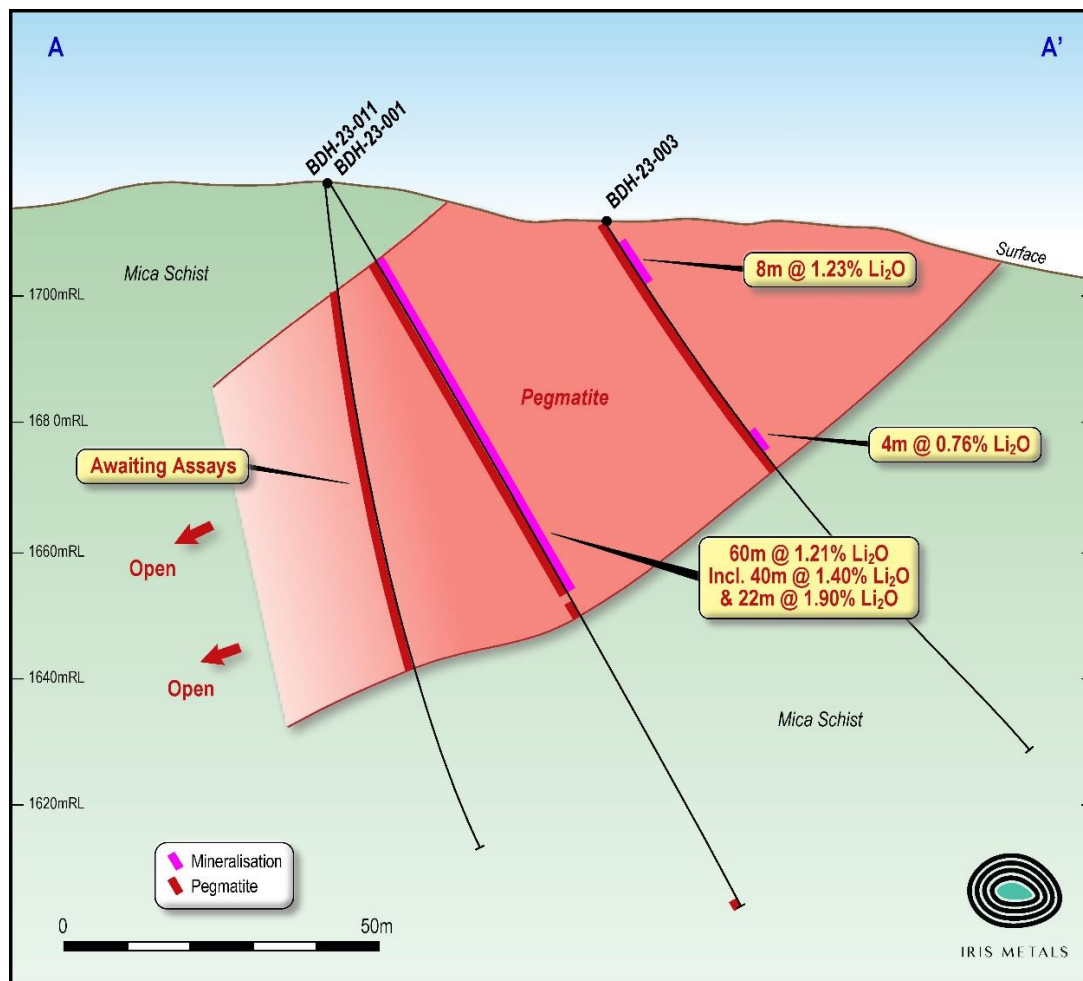 A
A'
BDH-23-011
BDH-23-001
BDH-23-003
Surface
Mica Schist
8m @ 1.23% Li₂O
1700mRL
Pegmatite
168 0mRL
4m @ 0.76% Li₂O
Awaiting Assays
Open
1660mRL
60m @ 1.21% Li₂O
Incl. 40m @ 1.40% Li₂O
& 22m @ 1.90% Li₂O
Open
1640mRL
Mica Schist
1620mRL
Mineralisation
Pegmatite
0
50m
IRIS METALS